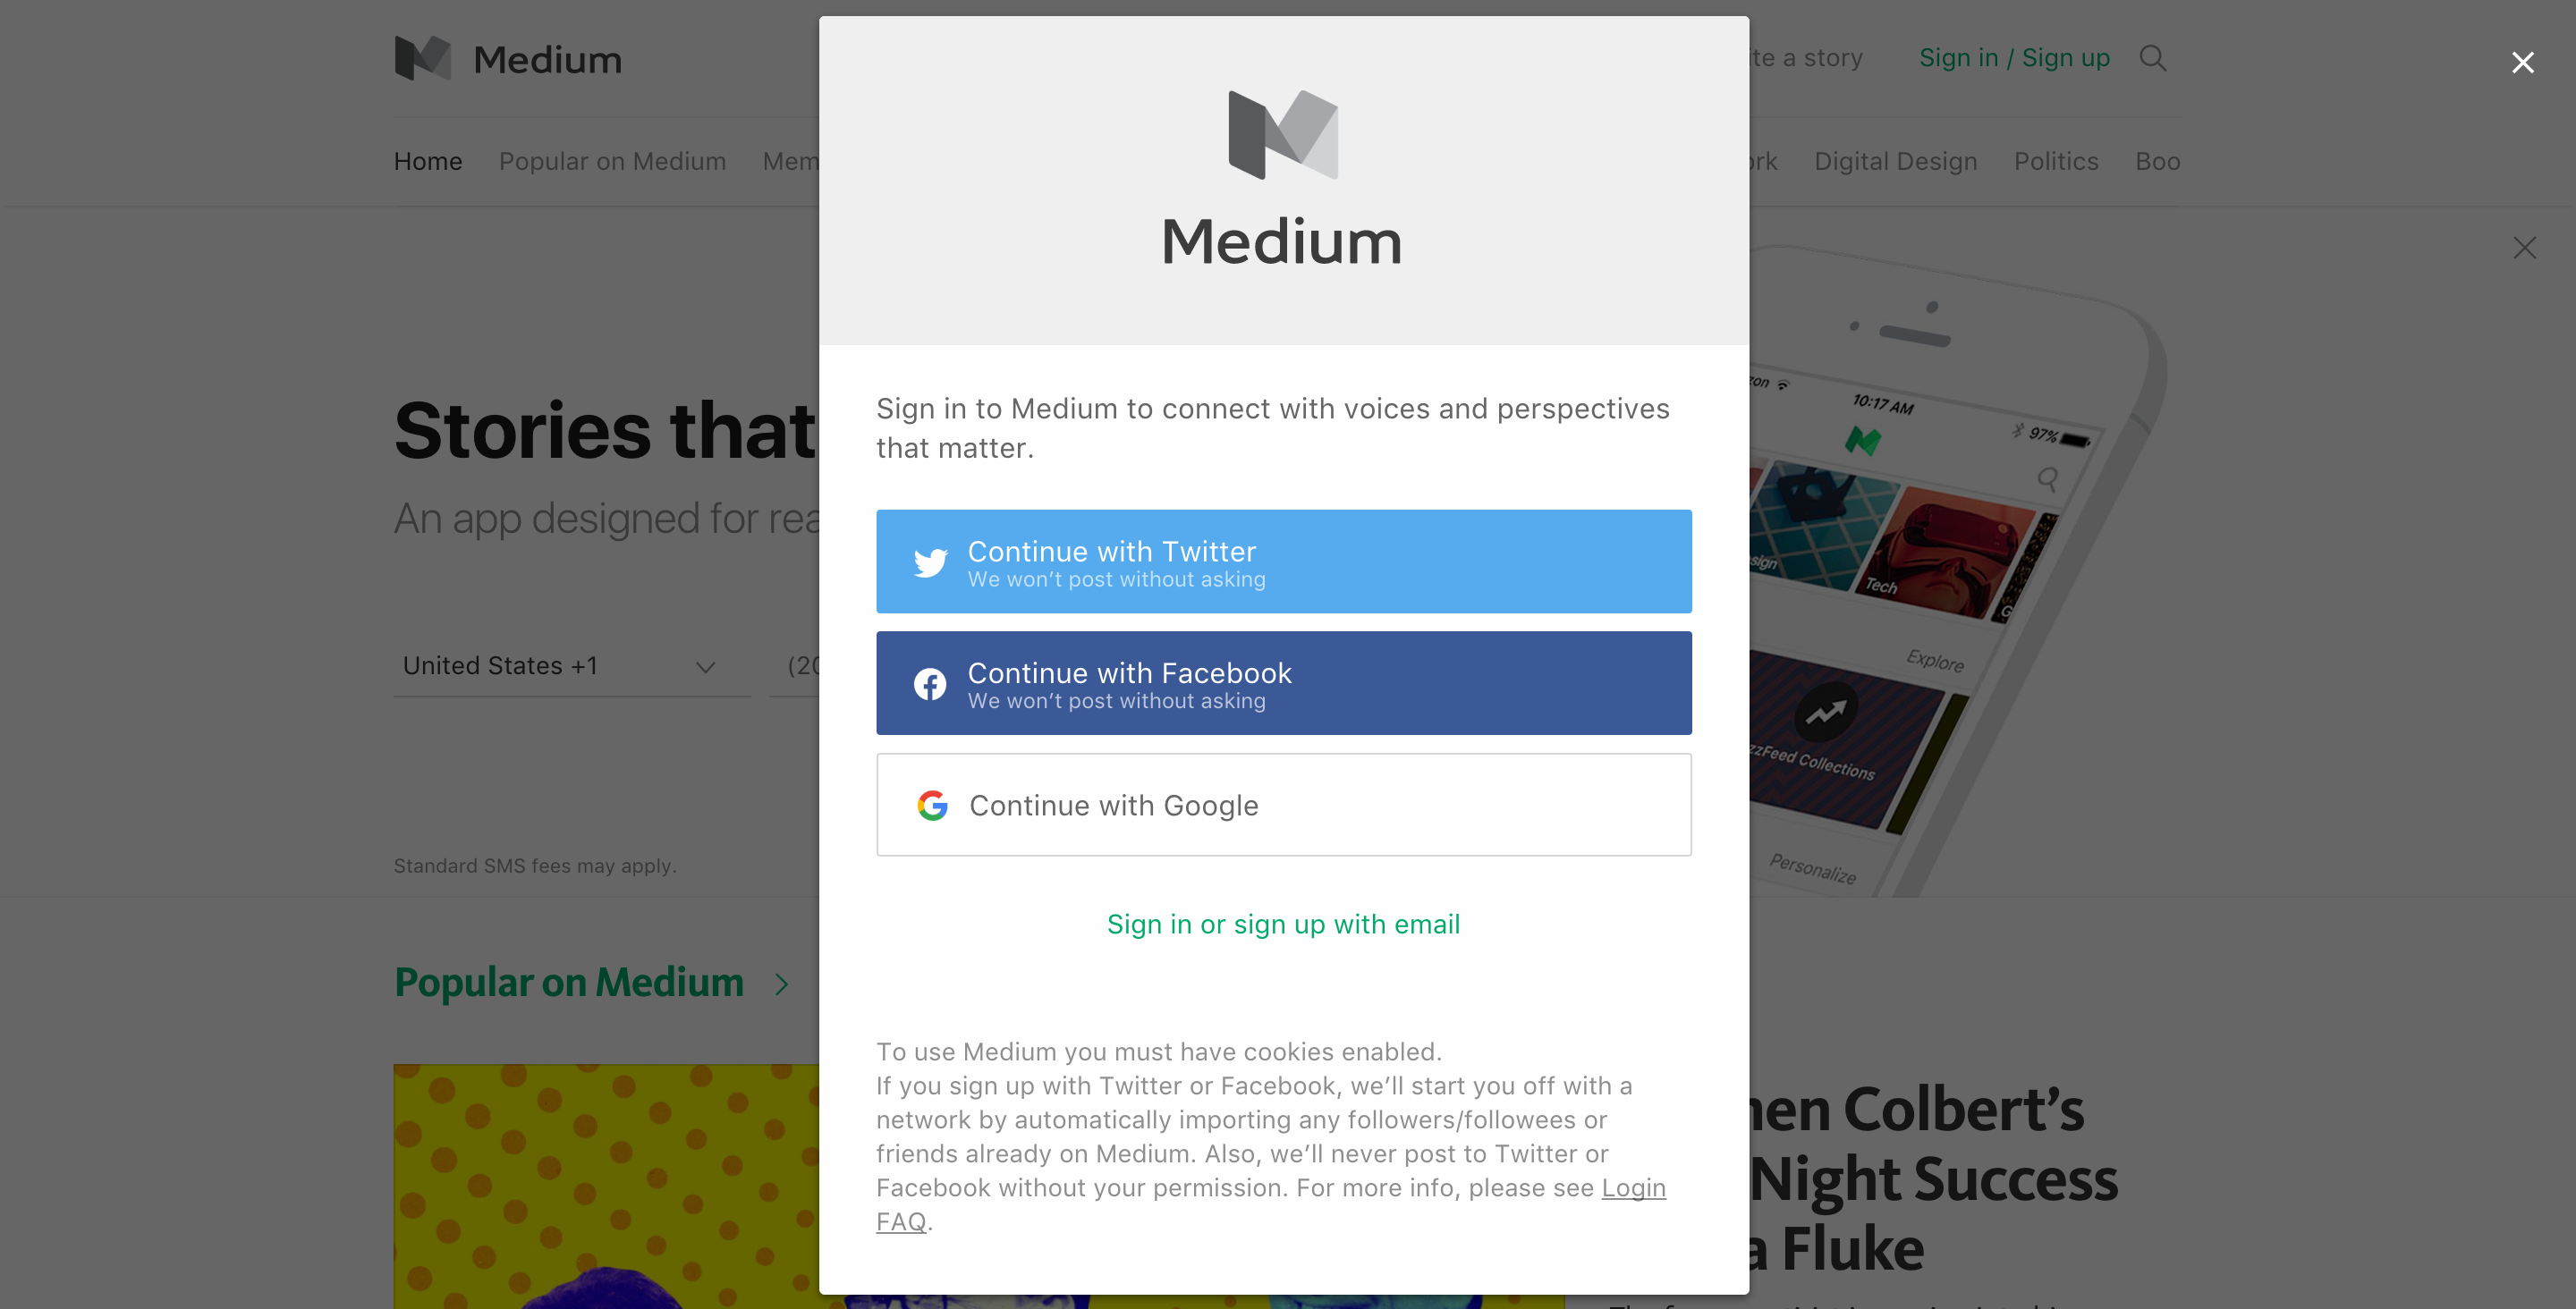 Medium
te a story
Sign in / Sign up
Home
Popular on Medium
Mem
rk
Digital Design
Politics
Boo
Medium
Stories that
An app designed for rea
United States +1
(20
Standard SMS fees may apply.
Sign in to Medium to connect with voices and perspectives
that matter.
Continue with Twitter
We won’t post without asking
Continue with Facebook
We won’t post without asking
Continue with Google
Sign in or sign up with email
To use Medium you must have cookies enabled.
If you sign up with Twitter or Facebook, we’ll start you off with a
network by automatically importing any followers/followees or
friends already on Medium. Also, we’ll never post to Twitter or
Facebook without your permission. For more info, please see Login
FAQ.
zon
10:17 AM
97%
sign
Tech
G
Explore
zzFeed Collections
Personalize
Popular on Medium
hen Colbert’s
Night Success
a Fluke